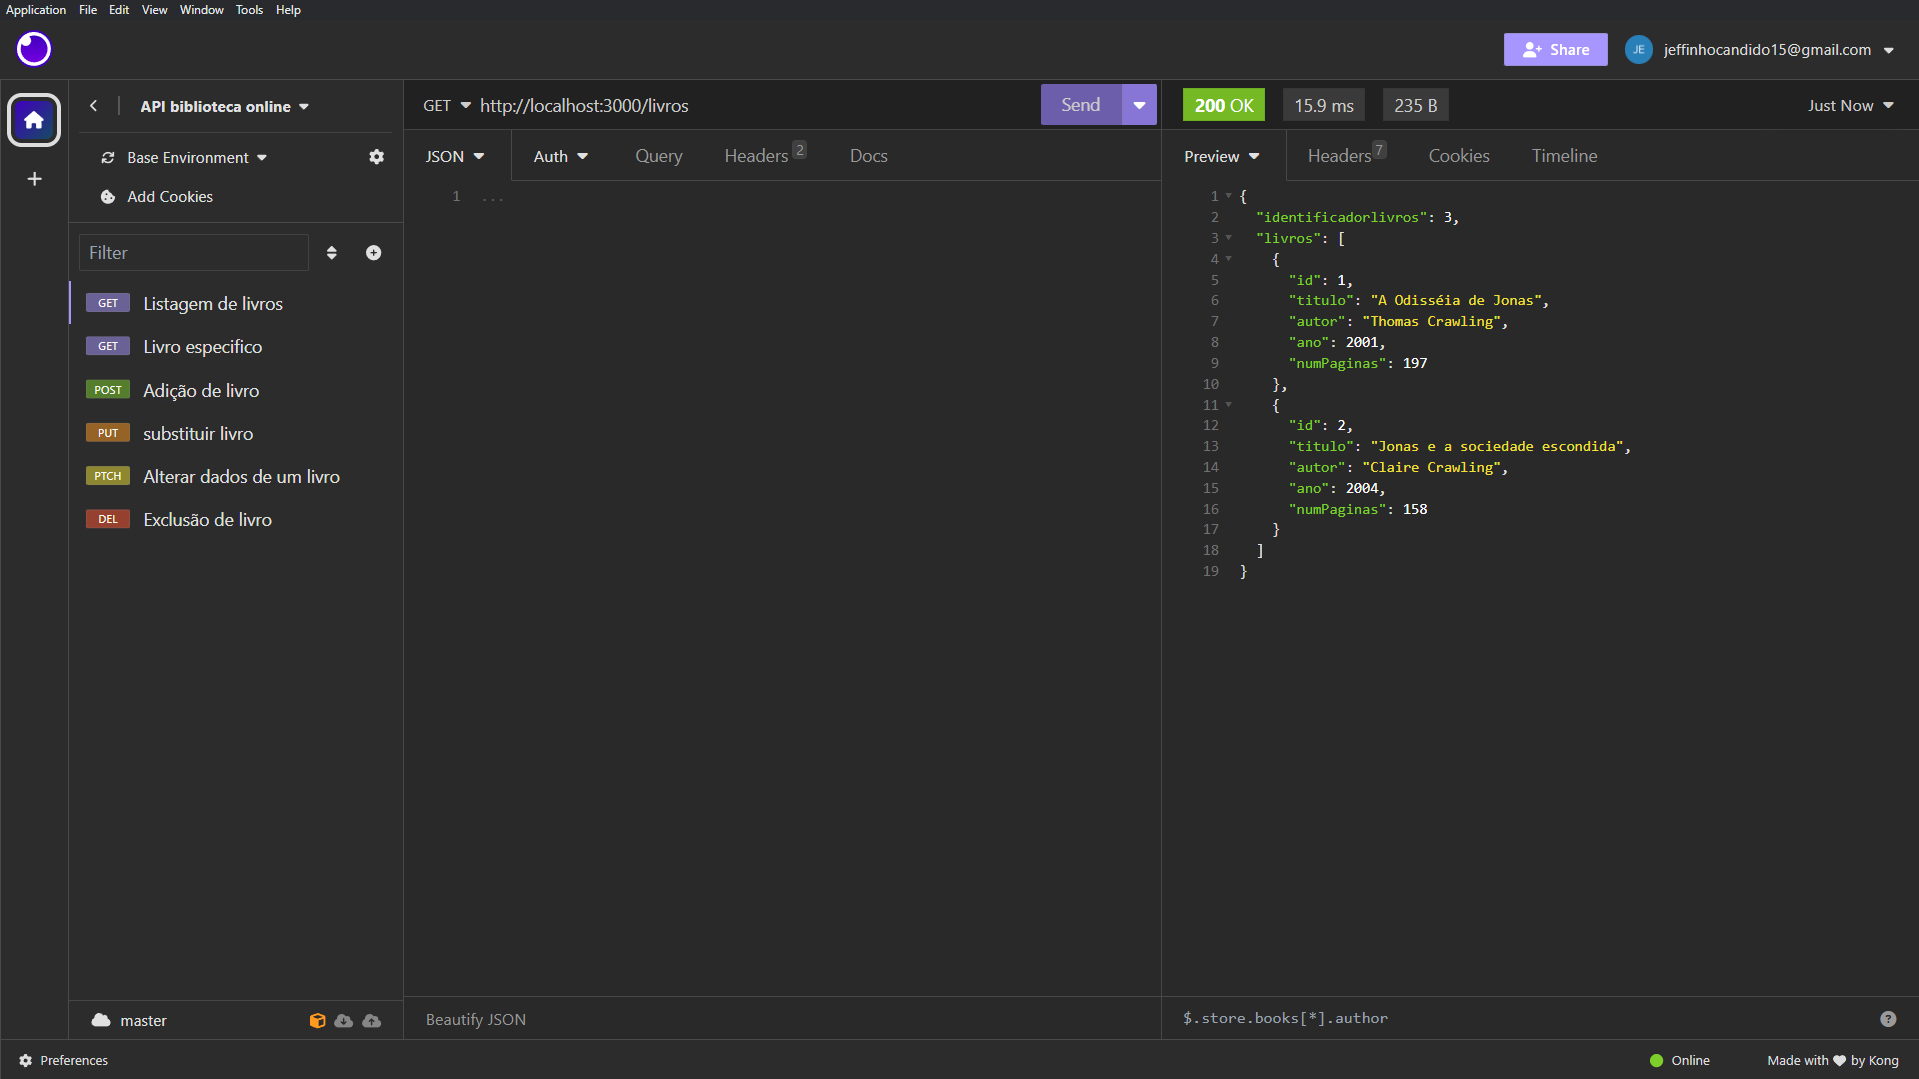 Application File Edit View Window Tools Help
Share JE jeffinhocandido15@gmail.com
API biblioteca online
Base Environment
Add Cookies
Filter
GET Listagem de livros
GET Livro especifico
POST Adição de livro
PUT substituir livro
PTCH Alterar dados de um livro
DEL Exclusão de livro
master
GET http://localhost:3000/livros Send
JSON Auth Query Headers 2 Docs
1 ...
Beautify JSON
200 OK 15.9 ms 235 B Just Now
Preview Headers 7 Cookies Timeline
1 {
2 "identificadorlivros": 3,
3 "livros": [
4 {
5 "id": 1,
6 "titulo": "A Odisséia de Jonas",
7 "autor": "Thomas Crawling",
8 "ano": 2001,
9 "numPaginas": 197
10 },
11 {
12 "id": 2,
13 "titulo": "Jonas e a sociedade escondida",
14 "autor": "Claire Crawling",
15 "ano": 2004,
16 "numPaginas": 158
17 }
18 ]
19 }
$.store.books[*].author ?
Preferences Online Made with ♥ by Kong